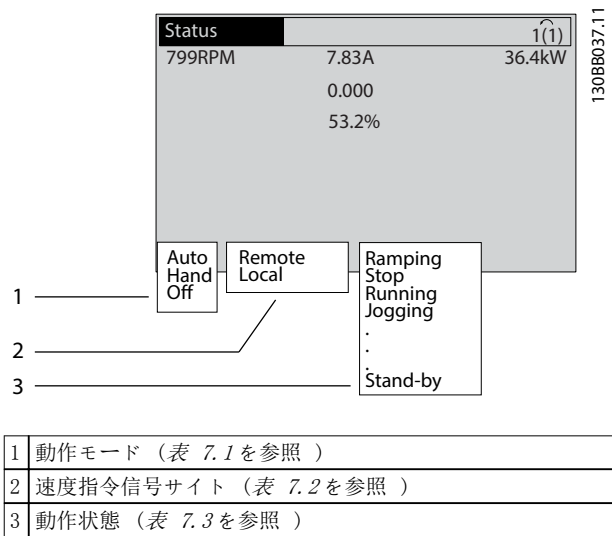 Status 1(1)
799RPM 7.83A 36.4kW
0.000
53.2%
130BB037.11
Auto
Hand
Off
Remote
Local
Ramping
Stop
Running
Jogging
.
.
.
Stand-by
1
2
3
1 動作モード (表 7.1を参照 )
2 速度指令信号サイト (表 7.2を参照 )
3 動作状態 (表 7.3を参照 )